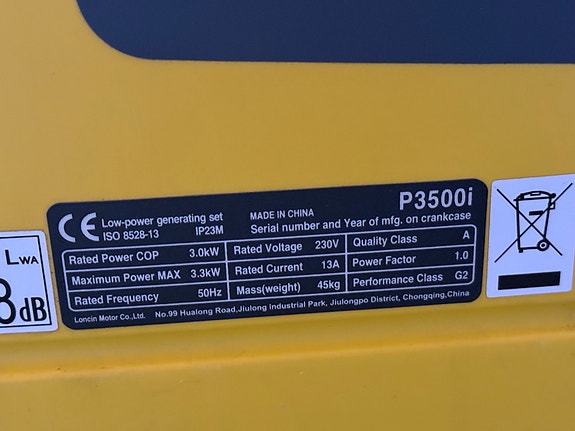 P3500i
CE Low-power generating set MADE IN CHINA
ISO 8528-13 IP23M Serial number and Year of mfg. on crankcase
Rated Power COP 3.0kW Rated Voltage 230V Quality Class A
Maximum Power MAX 3.3kW Rated Current 13A Power Factor 1.0
Rated Frequency 50Hz Mass(weight) 45kg Performance Class G2
Loncin Motor Co.,Ltd. No.99 Hualong Road,Jiulong Industrial Park, Jiulongpo District, Chongqing,China
LWA
dB